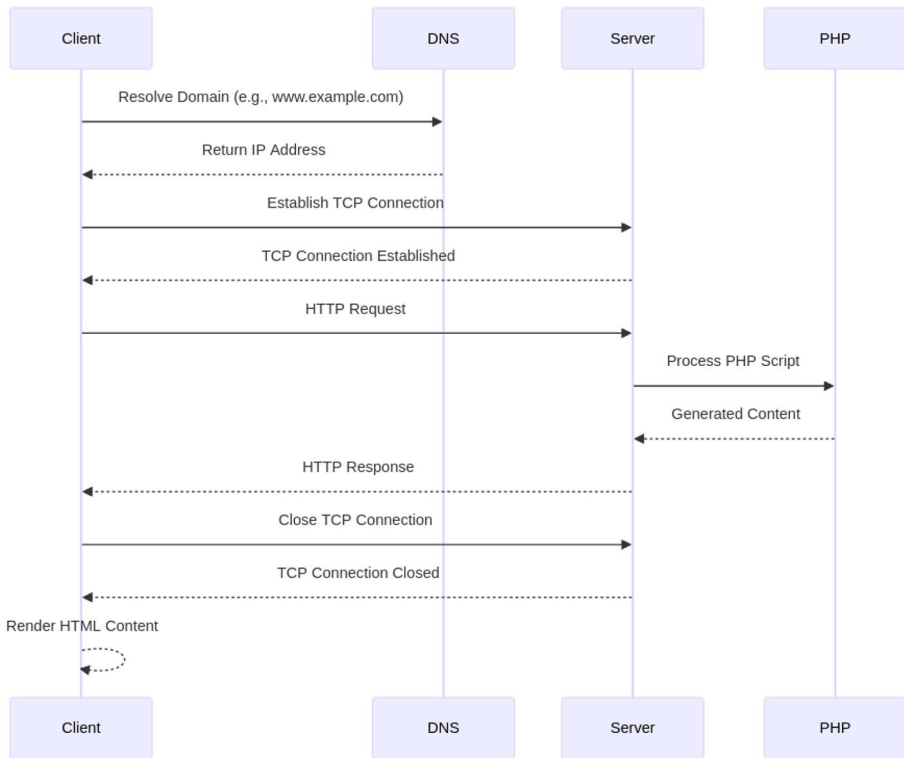 Client
DNS
Server
PHP
Resolve Domain (e.g., www.example.com)
Return IP Address
Establish TCP Connection
TCP Connection Established
HTTP Request
Process PHP Script
Generated Content
HTTP Response
Close TCP Connection
TCP Connection Closed
Render HTML Content
Client
DNS
Server
PHP